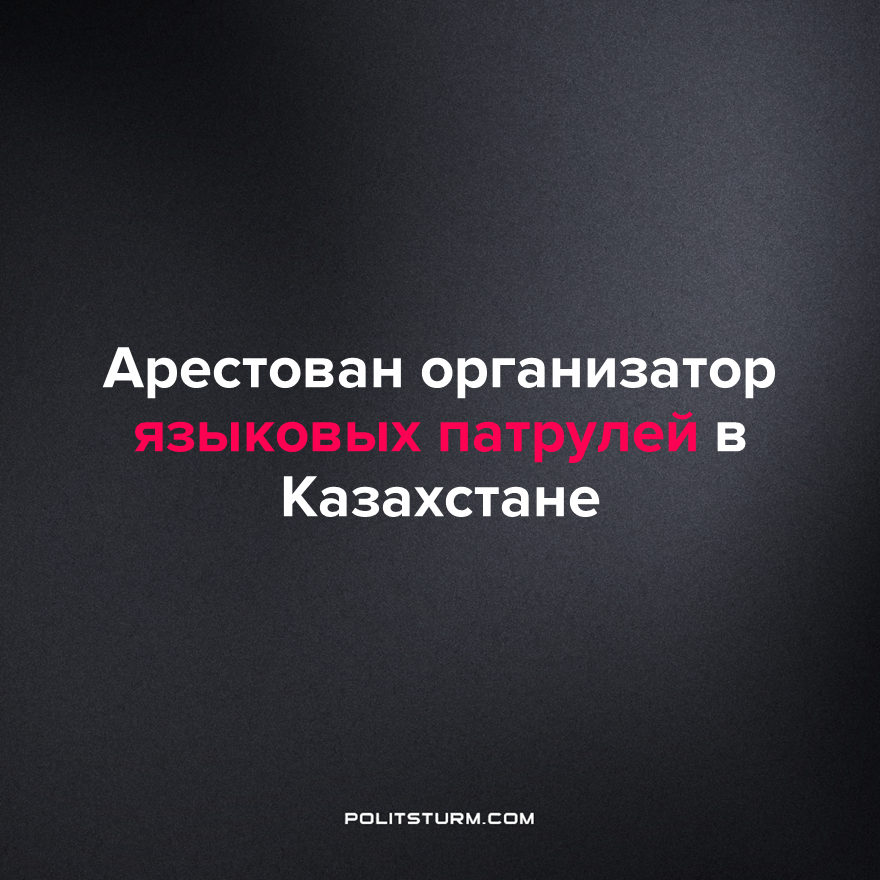 Арестован организатор
языковых патрулей в
Казахстане
POLITSTURM.COM